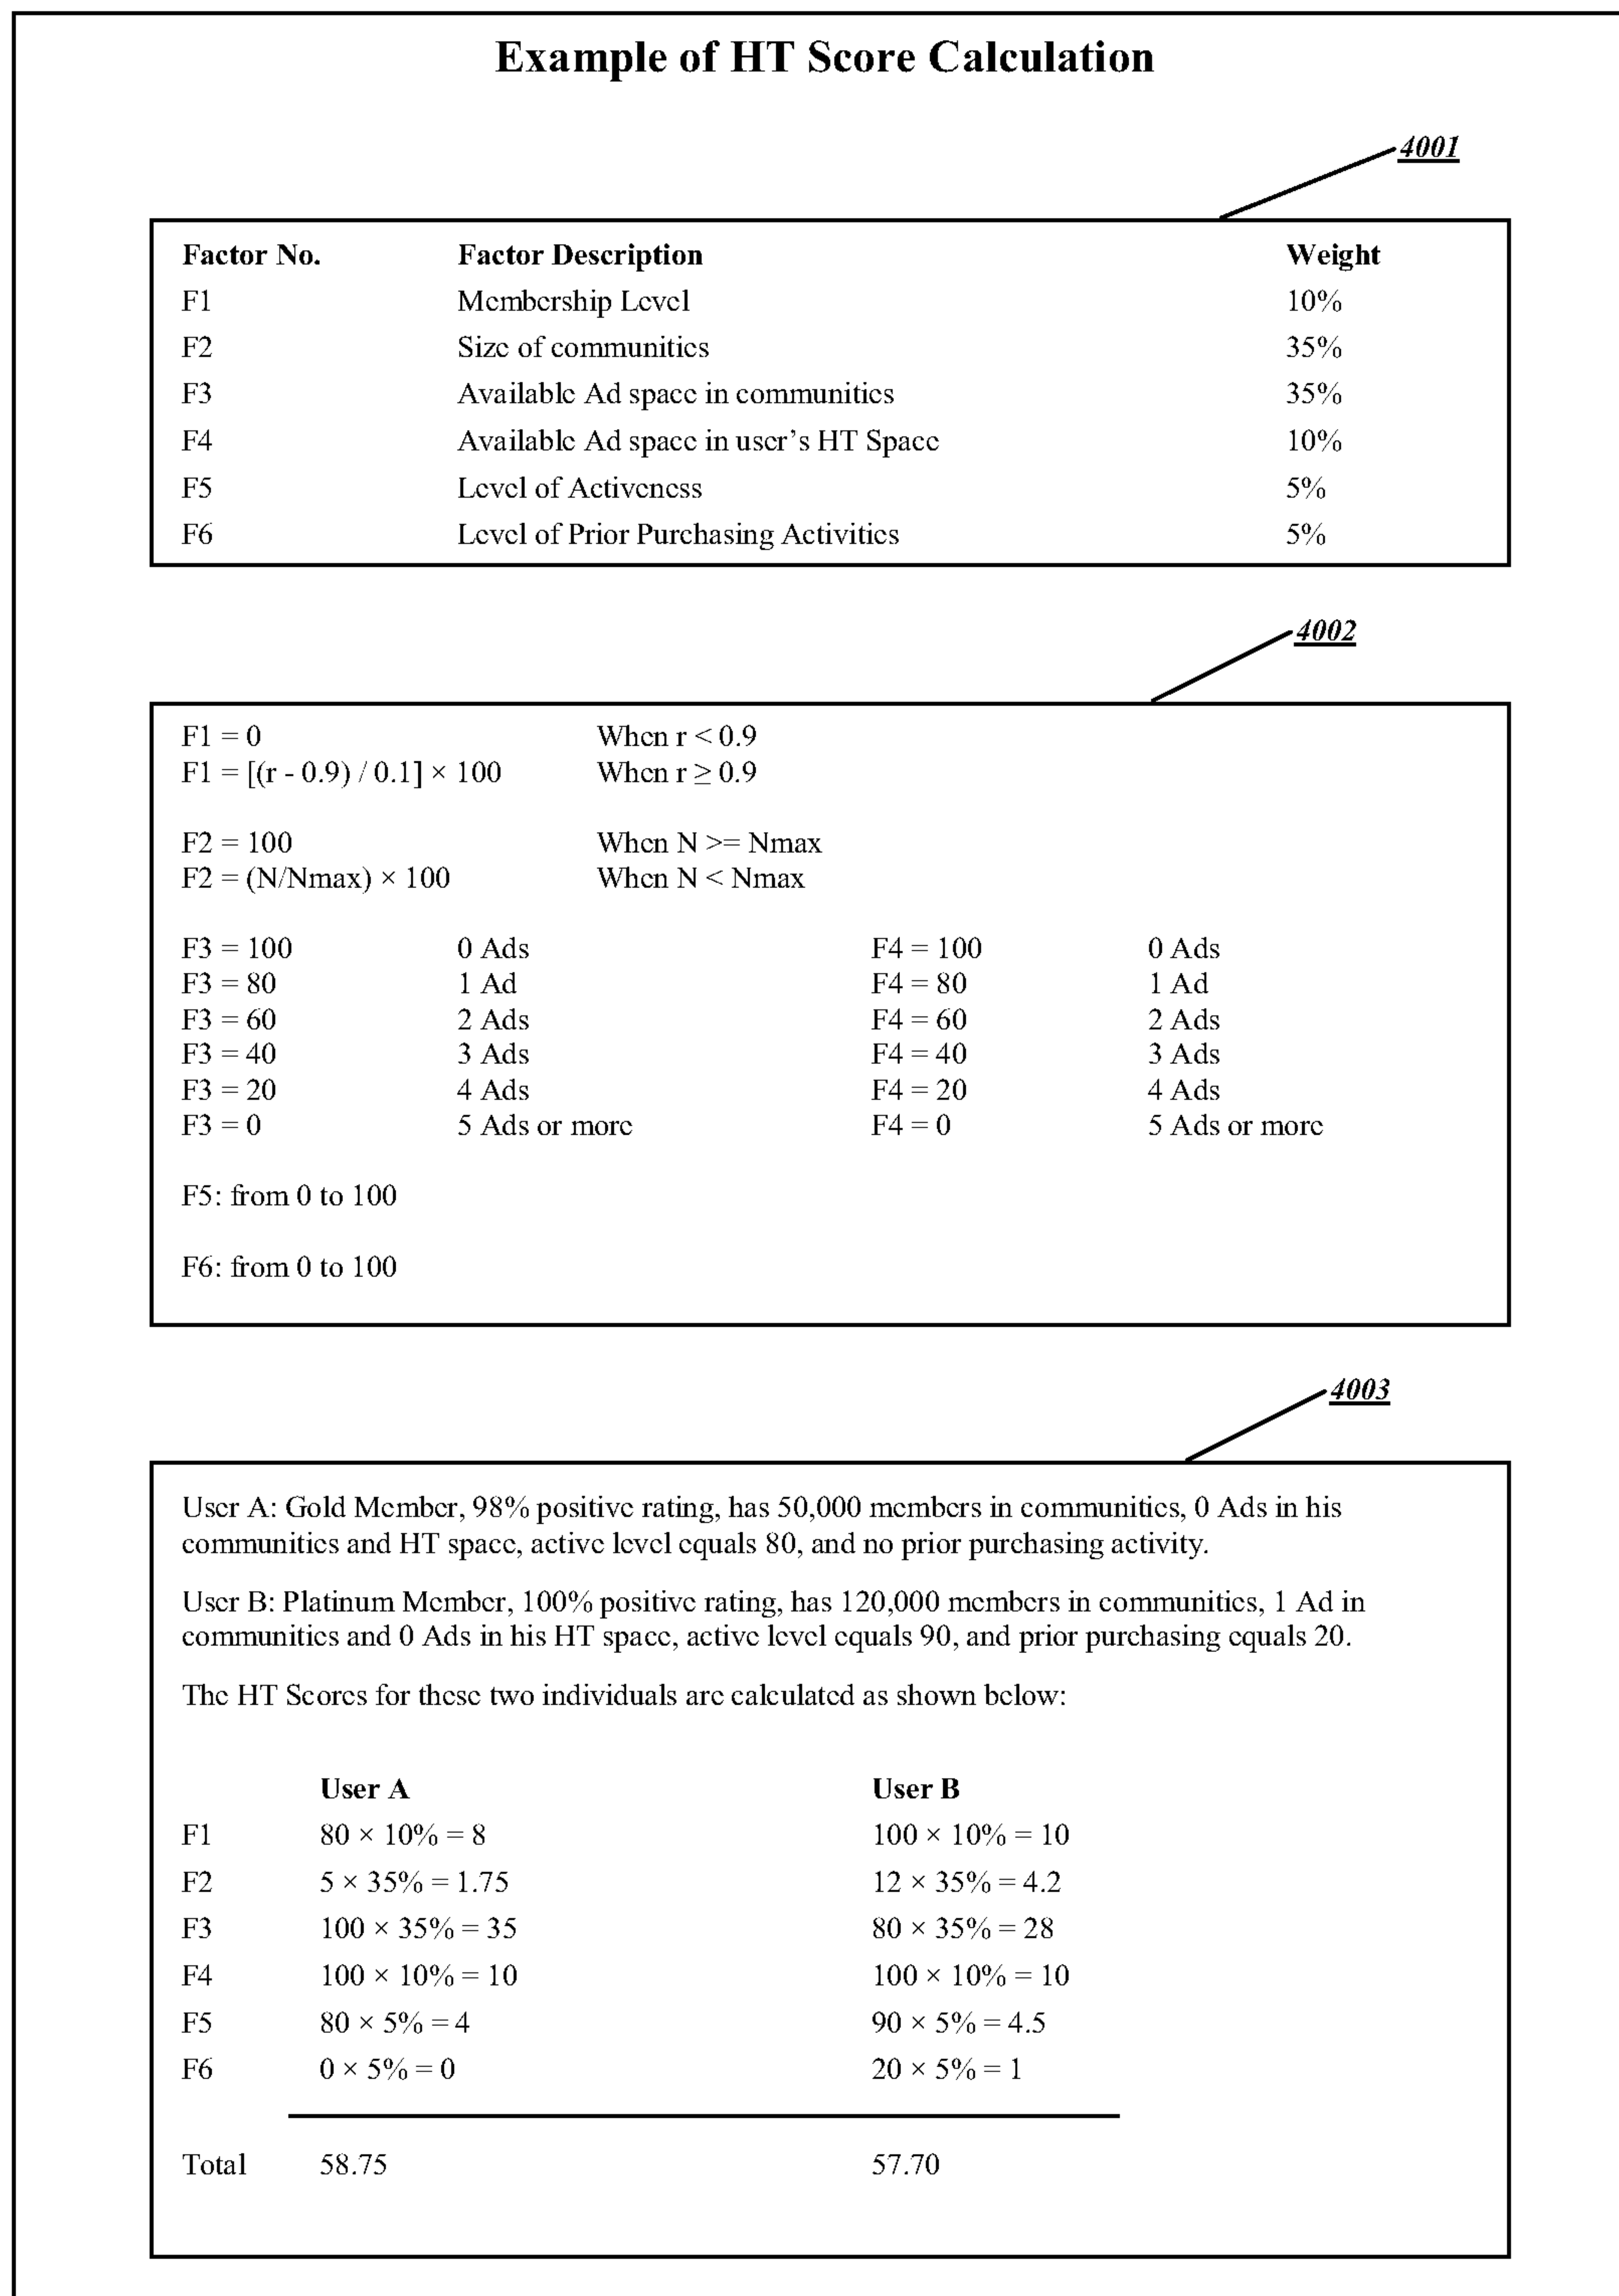 Example of HT Score Calculation
4001
Factor No. Factor Description Weight
F1 Membership Level 10%
F2 Size of communities 35%
F3 Available Ad space in communities 35%
F4 Available Ad space in user's HT Space 10%
F5 Level of Activeness 5%
F6 Level of Prior Purchasing Activities 5%
4002
F1 = 0 When r < 0.9
F1 = [(r - 0.9) / 0.1] × 100 When r ≥ 0.9
F2 = 100 When N >= Nmax
F2 = (N/Nmax) × 100 When N < Nmax
F3 = 100 0 Ads F4 = 100 0 Ads
F3 = 80 1 Ad F4 = 80 1 Ad
F3 = 60 2 Ads F4 = 60 2 Ads
F3 = 40 3 Ads F4 = 40 3 Ads
F3 = 20 4 Ads F4 = 20 4 Ads
F3 = 0 5 Ads or more F4 = 0 5 Ads or more
F5: from 0 to 100
F6: from 0 to 100
4003
User A: Gold Member, 98% positive rating, has 50,000 members in communities, 0 Ads in his
communities and HT space, active level equals 80, and no prior purchasing activity.
User B: Platinum Member, 100% positive rating, has 120,000 members in communities, 1 Ad in
communities and 0 Ads in his HT space, active level equals 90, and prior purchasing equals 20.
The HT Scores for these two individuals are calculated as shown below:
User A User B
F1 80 × 10% = 8 100 × 10% = 10
F2 5 × 35% = 1.75 12 × 35% = 4.2
F3 100 × 35% = 35 80 × 35% = 28
F4 100 × 10% = 10 100 × 10% = 10
F5 80 × 5% = 4 90 × 5% = 4.5
F6 0 × 5% = 0 20 × 5% = 1
Total 58.75 57.70